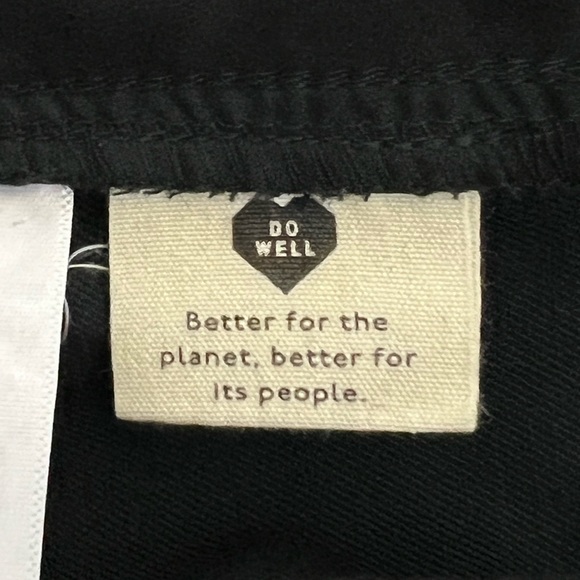 DO
WELL
Better for the
planet, better for
its people.